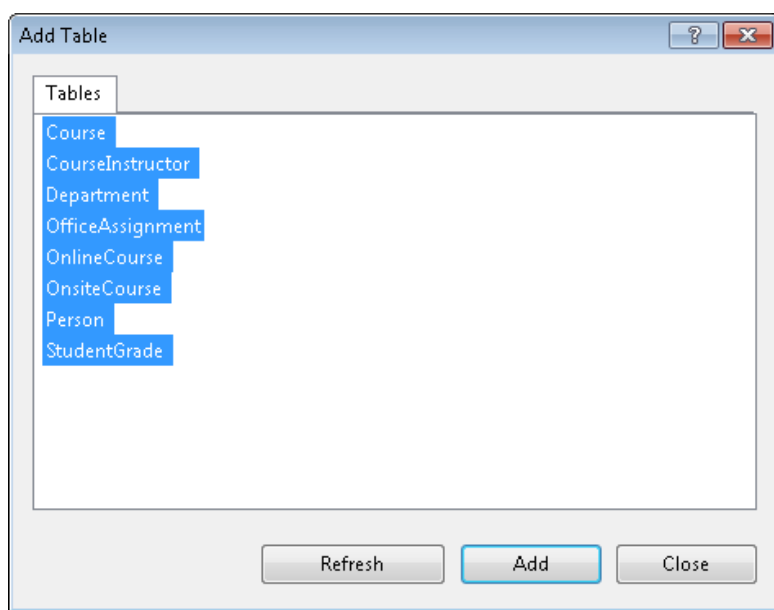 Add Table
Tables
Course
CourseInstructor
Department
OfficeAssignment
OnlineCourse
OnsiteCourse
Person
StudentGrade
Refresh Add Close